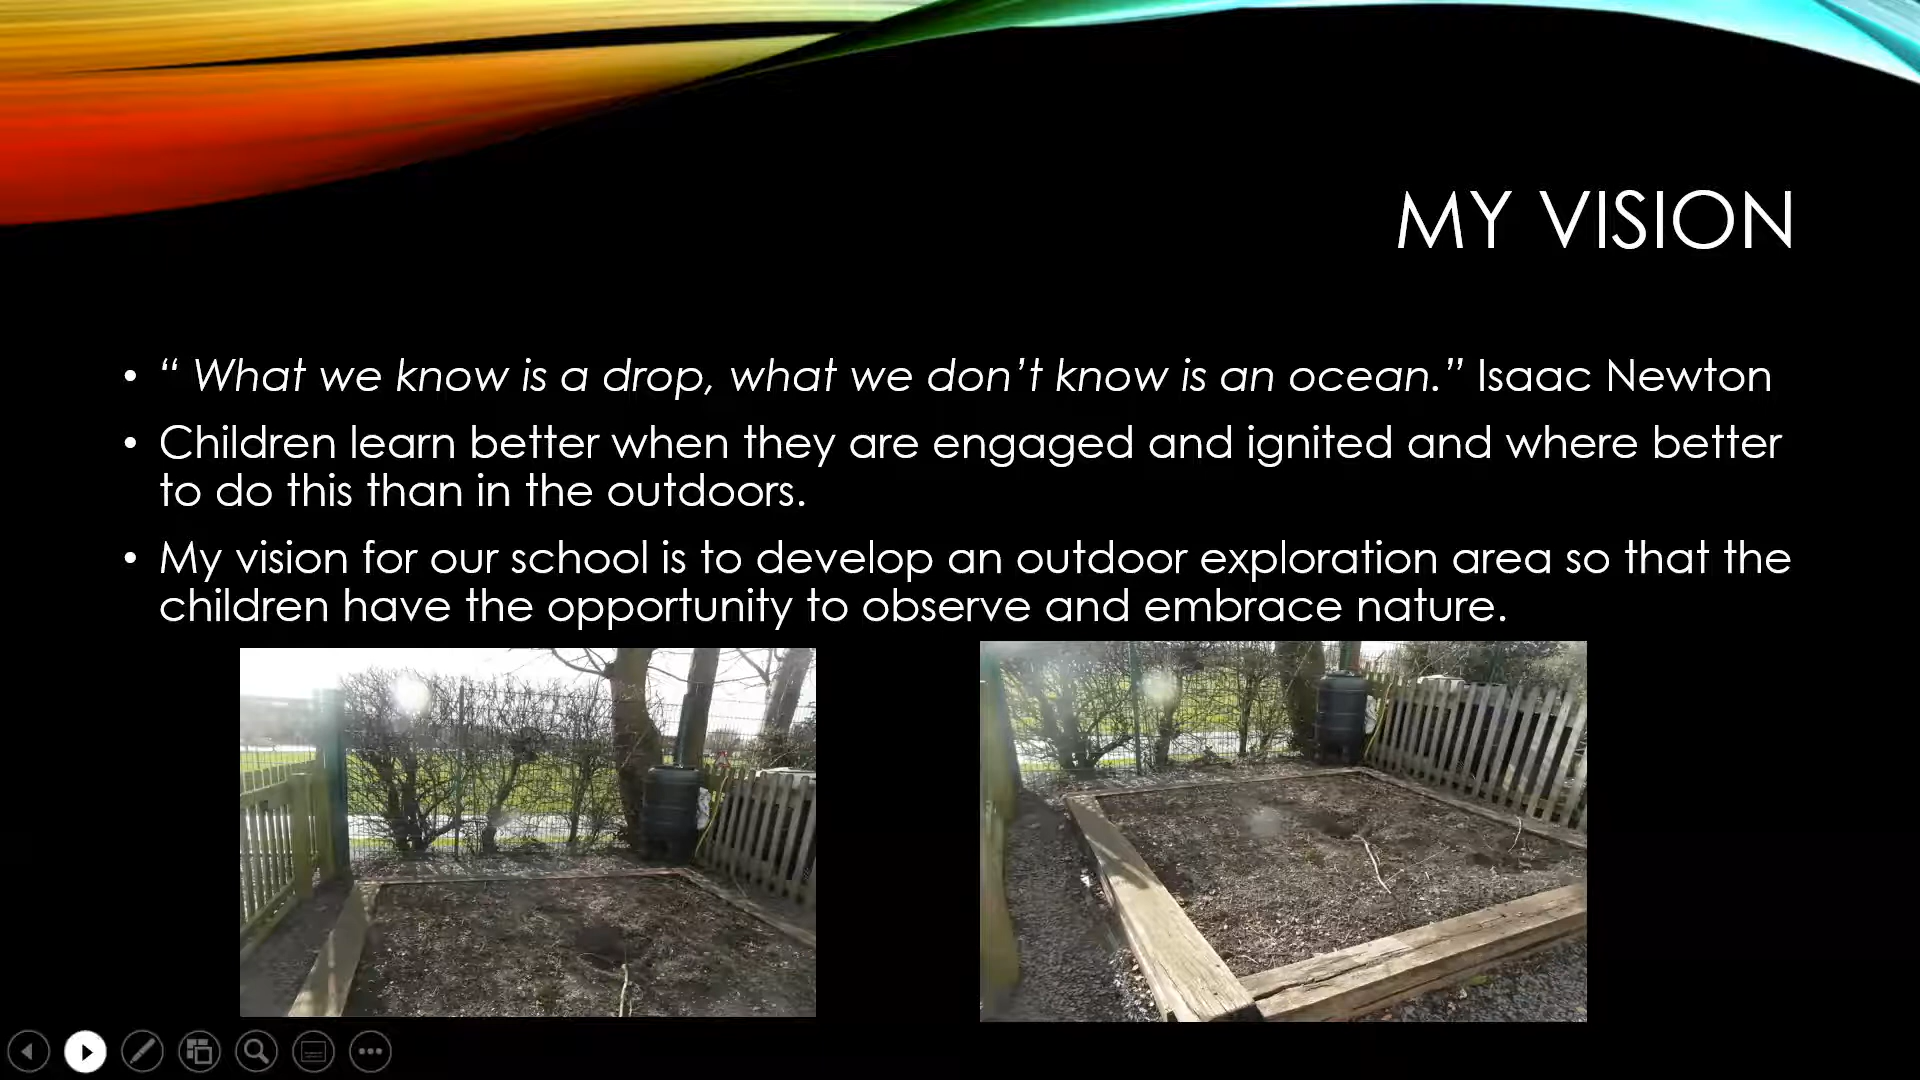 MY VISION
• “ What we know is a drop, what we don’t know is an ocean.” Isaac Newton
• Children learn better when they are engaged and ignited and where better
to do this than in the outdoors.
• My vision for our school is to develop an outdoor exploration area so that the
children have the opportunity to observe and embrace nature.